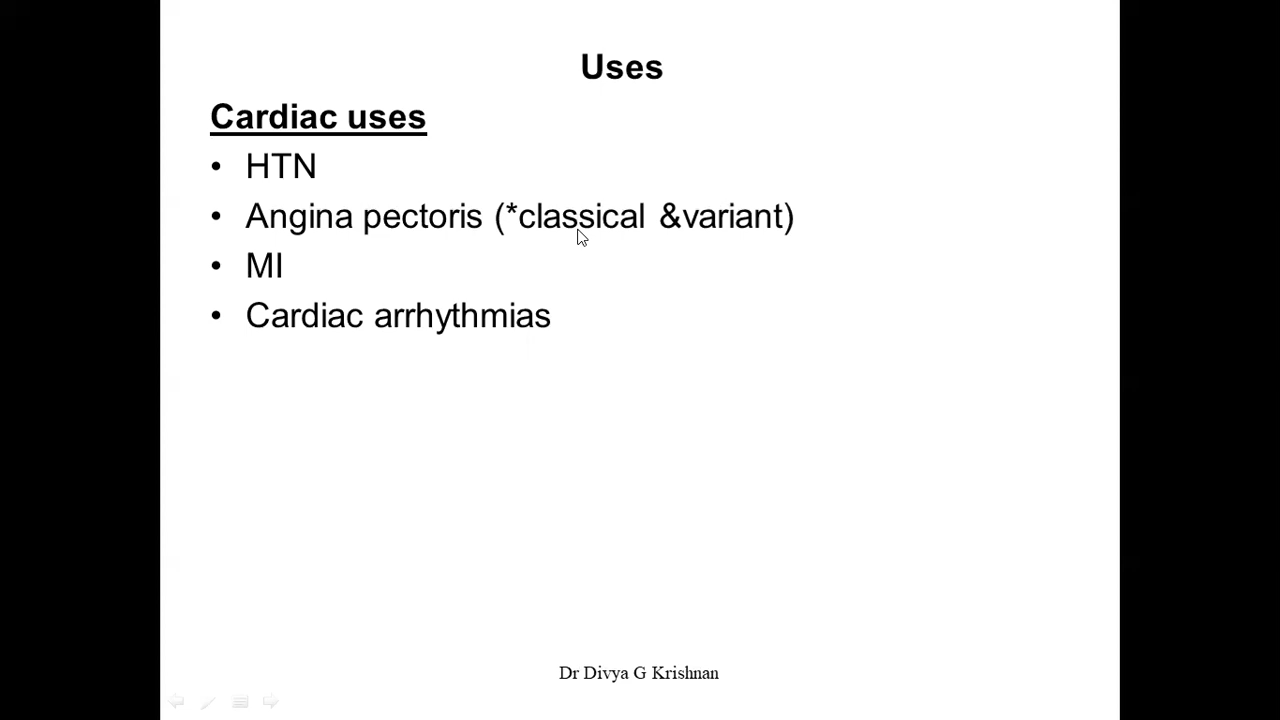 Uses
Cardiac uses
• HTN
• Angina pectoris (*classical &variant)
• MI
• Cardiac arrhythmias
Dr Divya G Krishnan